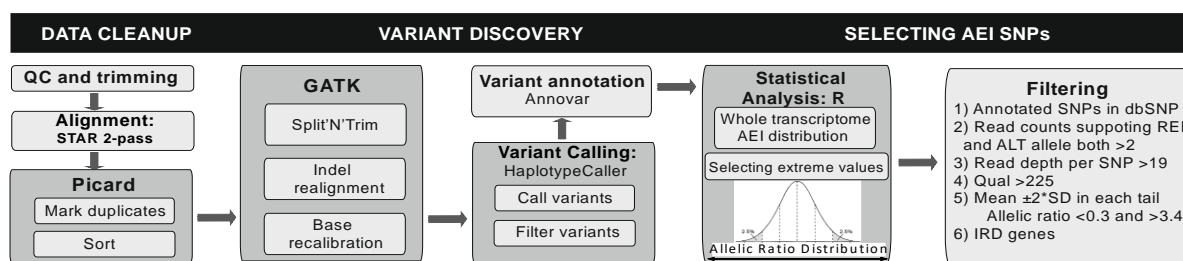 DATA CLEANUP
VARIANT DISCOVERY
SELECTING AEI SNPs
QC and trimming
Alignment:
STAR 2-pass
Picard
Mark duplicates
Sort
GATK
Split'N'Trim
Indel
realignment
Base
recalibration
Variant annotation
Annovar
Variant Calling:
HaplotypeCaller
Call variants
Filter variants
Statistical
Analysis: R
Whole transcriptome
AEI distribution
Selecting extreme values
2.5%
2.5%
Allelic Ratio Distribution
Filtering
1) Annotated SNPs in dbSNP
2) Read counts suppoting RE
and ALT allele both >2
3) Read depth per SNP >19
4) Qual >225
5) Mean ±2*SD in each tail
Allelic ratio <0.3 and >3.4
6) IRD genes